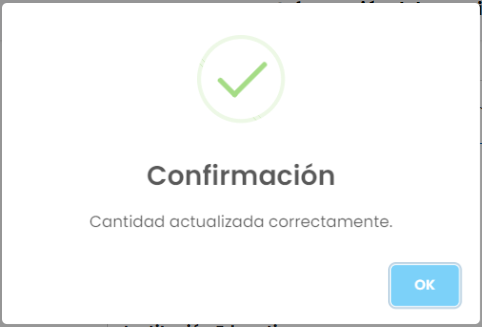 Confirmación
Cantidad actualizada correctamente.
OK